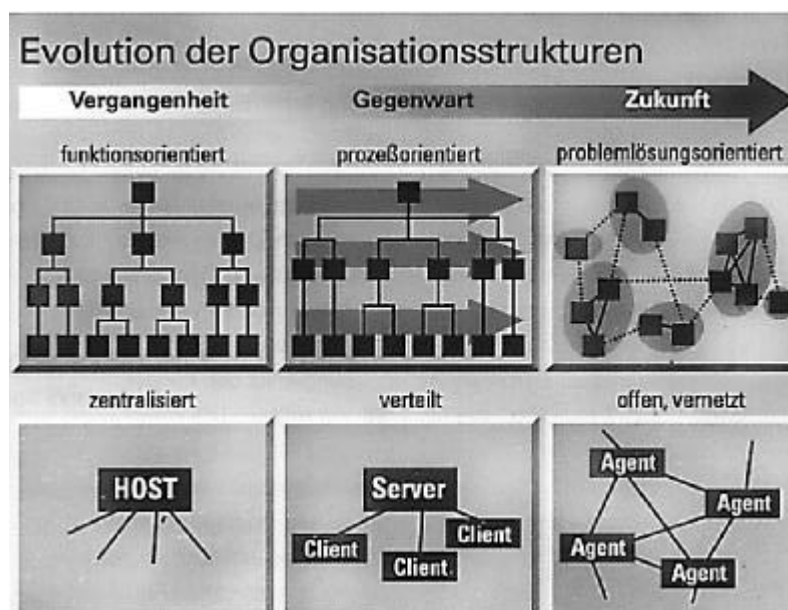 Evolution der Organisationsstrukturen
Vergangenheit Gegenwart Zukunft
funktionsorientiert prozeßorientiert problemlösungsorientiert
zentralisiert verteilt offen, vernetzt
HOST
Server
Client
Client
Client
Agent
Agent
Agent
Agent